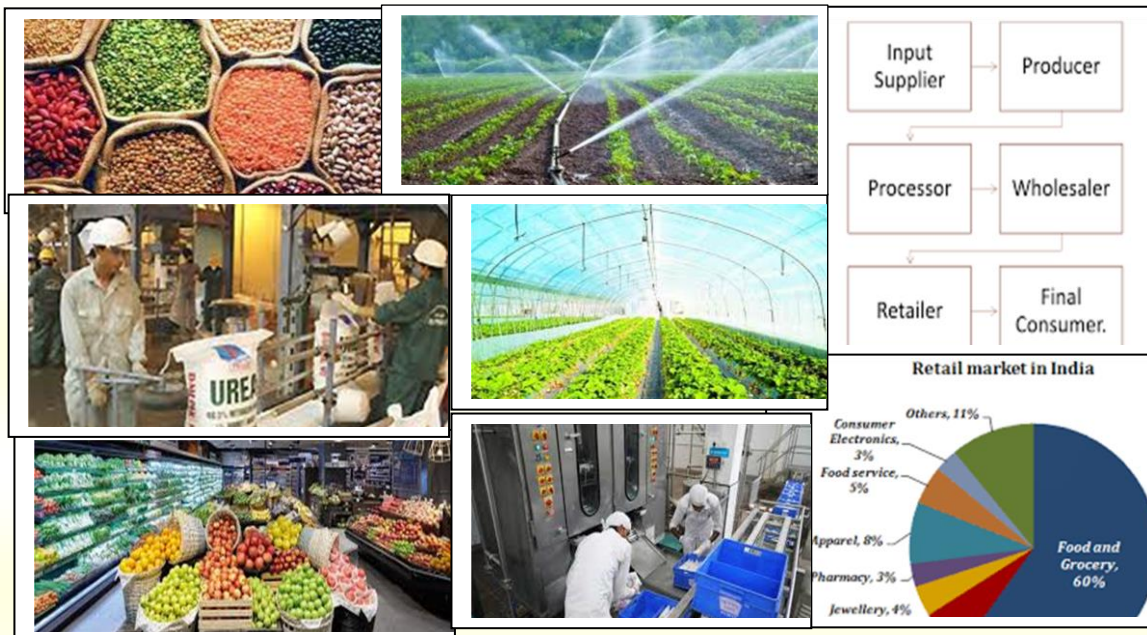 Input
Supplier
Producer
Processor
Wholesaler
Retailer
Final
Consumer.
UREA
Retail market in India
Others, 11%
Consumer
Electronics,
3%
Food service,
5%
Apparel, 8%
Pharmacy, 3%
Jewellery, 4%
Food and
Grocery,
60%